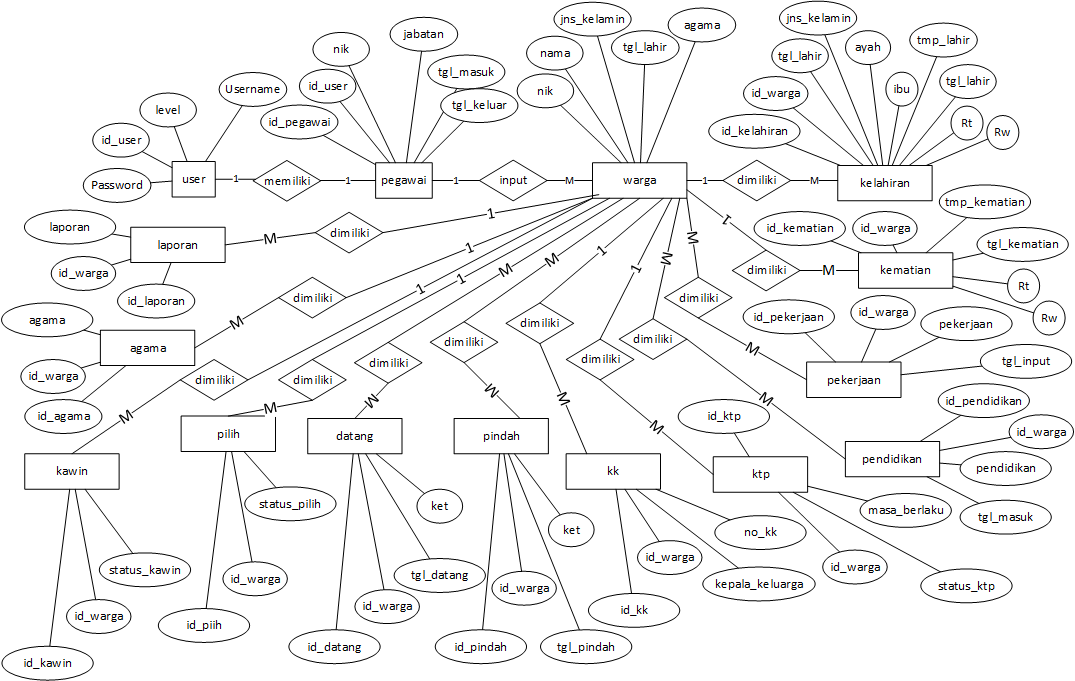 jns_kelamin
agama
nama
tgl_lahir
nik
jabatan
nik
tgl_masuk
id_user
tgl_keluar
id_pegawai
Username
level
id_user
Password
user
1
memiliki
1
pegawai
1
input
M
warga
1
dimiliki
M
kelahiran
jns_kelamin
ayah
tmp_lahir
tgl_lahir
ibu
tgl_lahir
id_warga
Rt
Rw
id_kelahiran
laporan
laporan
id_warga
id_laporan
M
dimiliki
1
tmp_kematian
id_kematian
id_warga
tgl_kematian
kematian
Rt
Rw
1
dimiliki
M
agama
agama
id_warga
id_agama
M
dimiliki
1
id_pekerjaan
id_warga
pekerjaan
tgl_input
pekerjaan
M
dimiliki
M
kawin
status_kawin
id_warga
id_kawin
M
dimiliki
1
pilih
status_pilih
id_warga
id_piih
M
dimiliki
1
datang
ket
tgl_datang
id_warga
id_datang
M
dimiliki
M
pindah
ket
id_warga
id_pindah
tgl_pindah
M
dimiliki
M
kk
no_kk
id_warga
kepala_keluarga
id_kk
M
dimiliki
1
id_ktp
ktp
masa_berlaku
id_warga
status_ktp
M
dimiliki
1
id_pendidikan
id_warga
pendidikan
pendidikan
tgl_masuk
M
dimiliki
M